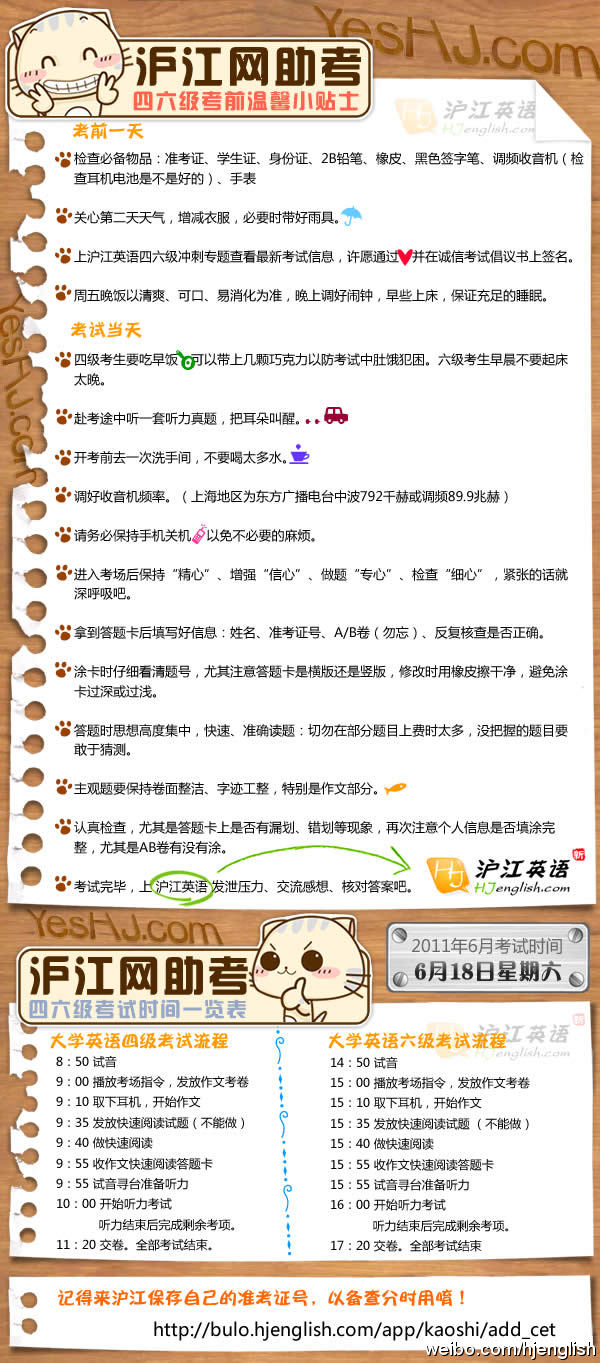 YesHJ.com
沪江网助考
四六级考前温馨小贴士
沪江英语
HJenglish.com
考前一天
检查必备物品：准考证、学生证、身份证、2B铅笔、橡皮、黑色签字笔、调频收音机（检
查耳机电池是不是好的）、手表
关心第二天天气，增减衣服，必要时带好雨具。
上沪江英语四六级冲刺专题查看最新考试信息，许愿通过 并在诚信考试倡议书上签名。
周五晚饭以清爽、可口、易消化为准，晚上调好闹钟，早些上床，保证充足的睡眠。
YesHJ.com
考试当天
四级考生要吃早饭 可以带上几颗巧克力以防考试中肚饿犯困。六级考生早晨不要起床
太晚。
赴考途中听一套听力真题，把耳朵叫醒。
开考前去一次洗手间，不要喝太多水。
调好收音机频率。（上海地区为东方广播电台中波792千赫或调频89.9兆赫）
请务必保持手机关机 以免不必要的麻烦。
进入考场后保持“精心”、增强“信心”、做题“专心”、检查“细心”，紧张的话就
深呼吸吧。
拿到答题卡后填写好信息：姓名、准考证号、A/B卷（勿忘）、反复核查是否正确。
涂卡时仔细看清题号，尤其注意答题卡是横版还是竖版，修改时用橡皮擦干净，避免涂
卡过深或过浅。
答题时思想高度集中，快速、准确读题：切勿在部分题目上费时太多，没把握的题目要
敢于猜测。
主观题要保持卷面整洁、字迹工整，特别是作文部分。
认真检查，尤其是答题卡上是否有漏划、错划等现象，再次注意个人信息是否填涂完
整，尤其是AB卷有没有涂。
考试完毕，上沪江英语 发泄压力、交流感想、核对答案吧。
HJ 沪江英语 新
HJenglish.com
YesHJ.com
沪江网助考
四六级考试时间一览表
2011年6月考试时间
6月18日星期六
沪江英语 新
HJenglish.com
大学英语四级考试流程
8：50 试音
9：00 播放考场指令，发放作文考卷
9：10 取下耳机，开始作文
9：35 发放快速阅读试题（不能做）
9：40 做快速阅读
9：55 收作文快速阅读答题卡
9：55 试音寻台准备听力
10：00 开始听力考试
听力结束后完成剩余考项。
11：20 交卷。全部考试结束。
大学英语六级考试流程
14：50 试音
15：00 播放考场指令，发放作文考卷
15：10 取下耳机，开始作文
15：35 发放快速阅读试题 （不能做）
15：40 做快速阅读
15：55 收作文快速阅读答题卡
15：55 试音寻台准备听力
16：00 开始听力考试
听力结束后完成剩余考项。
17：20 交卷。全部考试结束
记得来沪江保存自己的准考证号，以备查分时用唷！
http://bulo.hjenglish.com/app/kaoshi/add_cet
weibo.com/hjenglish